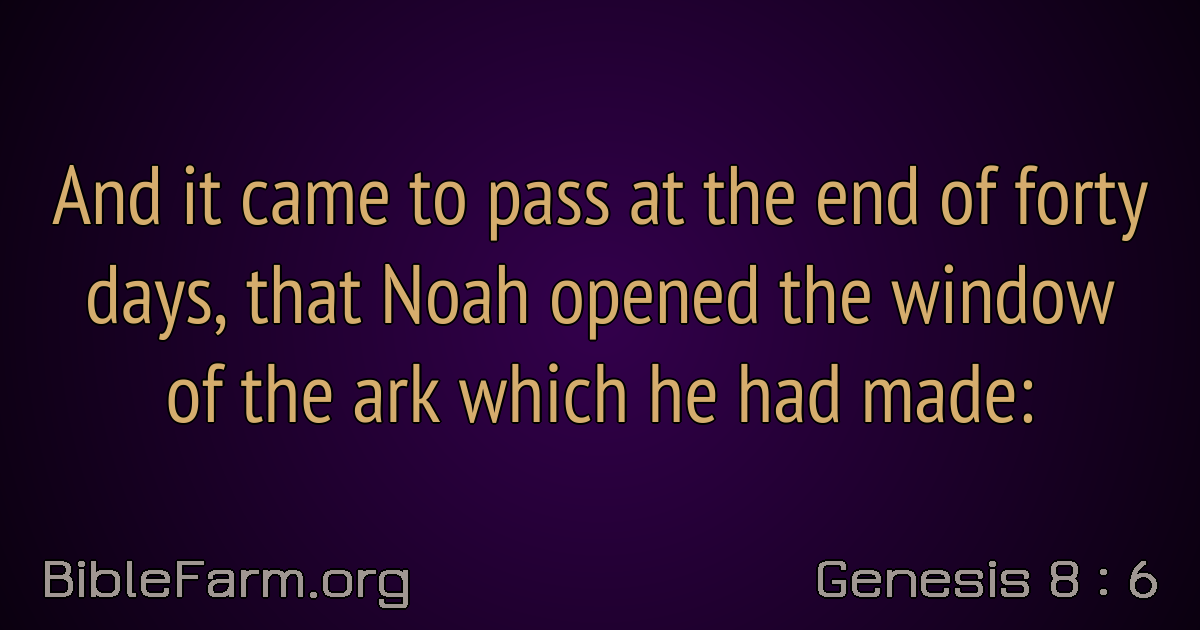 And it came to pass at the end of forty
days, that Noah opened the window
of the ark which he had made:
BibleFarm.org
Genesis 8 : 6